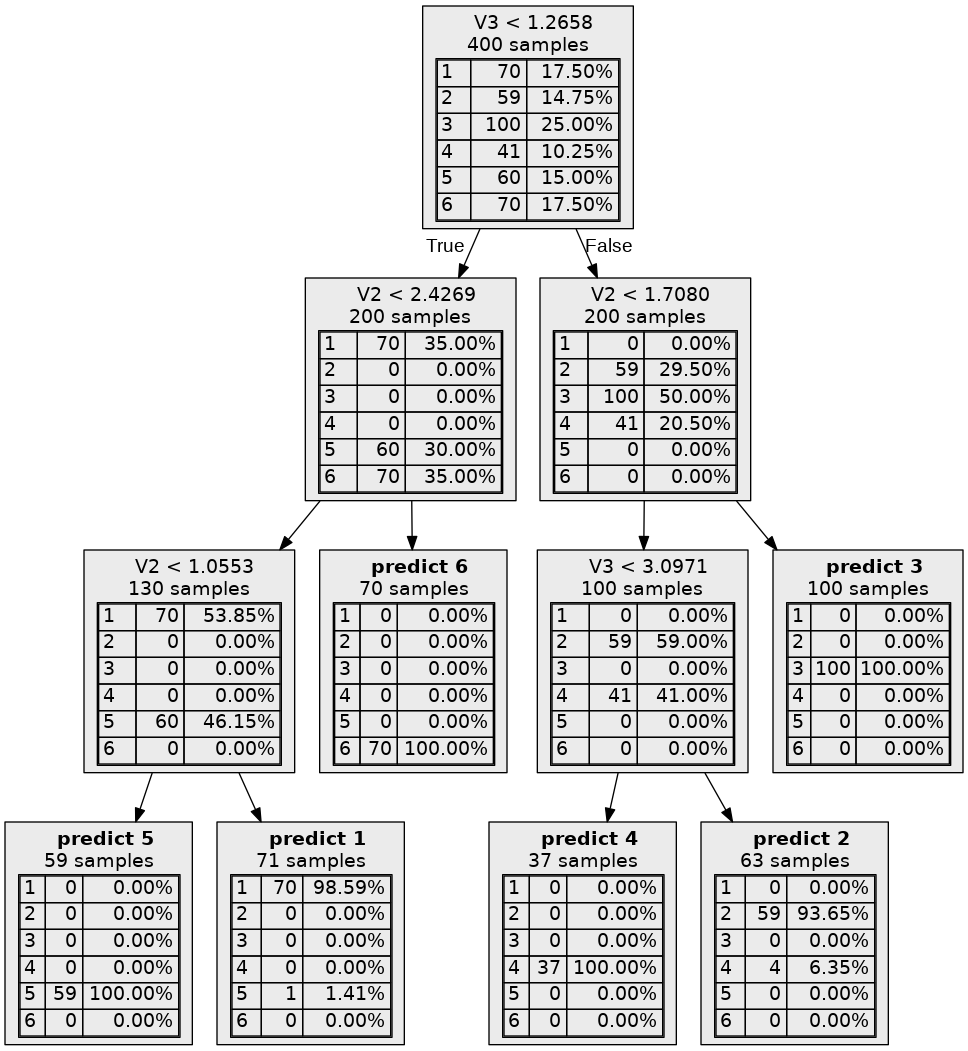 V3 < 1.2658
400 samples
1 70 17.50%
2 59 14.75%
3 100 25.00%
4 41 10.25%
5 60 15.00%
6 70 17.50%
True
False
V2 < 2.4269
200 samples
1 70 35.00%
2 0 0.00%
3 0 0.00%
4 0 0.00%
5 60 30.00%
6 70 35.00%
V2 < 1.7080
200 samples
1 0 0.00%
2 59 29.50%
3 100 50.00%
4 41 20.50%
5 0 0.00%
6 0 0.00%
V2 < 1.0553
130 samples
1 70 53.85%
2 0 0.00%
3 0 0.00%
4 0 0.00%
5 60 46.15%
6 0 0.00%
predict 6
70 samples
1 0 0.00%
2 0 0.00%
3 0 0.00%
4 0 0.00%
5 0 0.00%
6 70 100.00%
V3 < 3.0971
100 samples
1 0 0.00%
2 59 59.00%
3 0 0.00%
4 41 41.00%
5 0 0.00%
6 0 0.00%
predict 3
100 samples
1 0 0.00%
2 0 0.00%
3 100 100.00%
4 0 0.00%
5 0 0.00%
6 0 0.00%
predict 5
59 samples
1 0 0.00%
2 0 0.00%
3 0 0.00%
4 0 0.00%
5 59 100.00%
6 0 0.00%
predict 1
71 samples
1 70 98.59%
2 0 0.00%
3 0 0.00%
4 0 0.00%
5 1 1.41%
6 0 0.00%
predict 4
37 samples
1 0 0.00%
2 0 0.00%
3 0 0.00%
4 37 100.00%
5 0 0.00%
6 0 0.00%
predict 2
63 samples
1 0 0.00%
2 59 93.65%
3 0 0.00%
4 4 6.35%
5 0 0.00%
6 0 0.00%